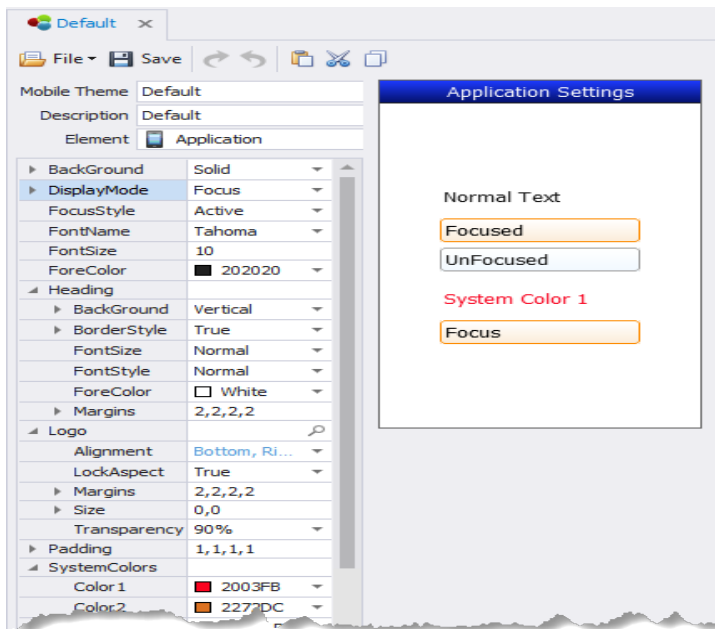 Default
File Save
Mobile Theme Default
Description Default
Element Application
BackGround Solid
DisplayMode Focus
FocusStyle Active
FontName Tahoma
FontSize 10
ForeColor 202020
Heading
BackGround Vertical
BorderStyle True
FontSize Normal
FontStyle Normal
ForeColor White
Margins 2,2,2,2
Logo
Alignment Bottom, Ri...
LockAspect True
Margins 2,2,2,2
Size 0,0
Transparency 90%
Padding 1,1,1,1
SystemColors
Color1 2003FB
Color2 2272DC
Application Settings
Normal Text
Focused
UnFocused
System Color 1
Focus